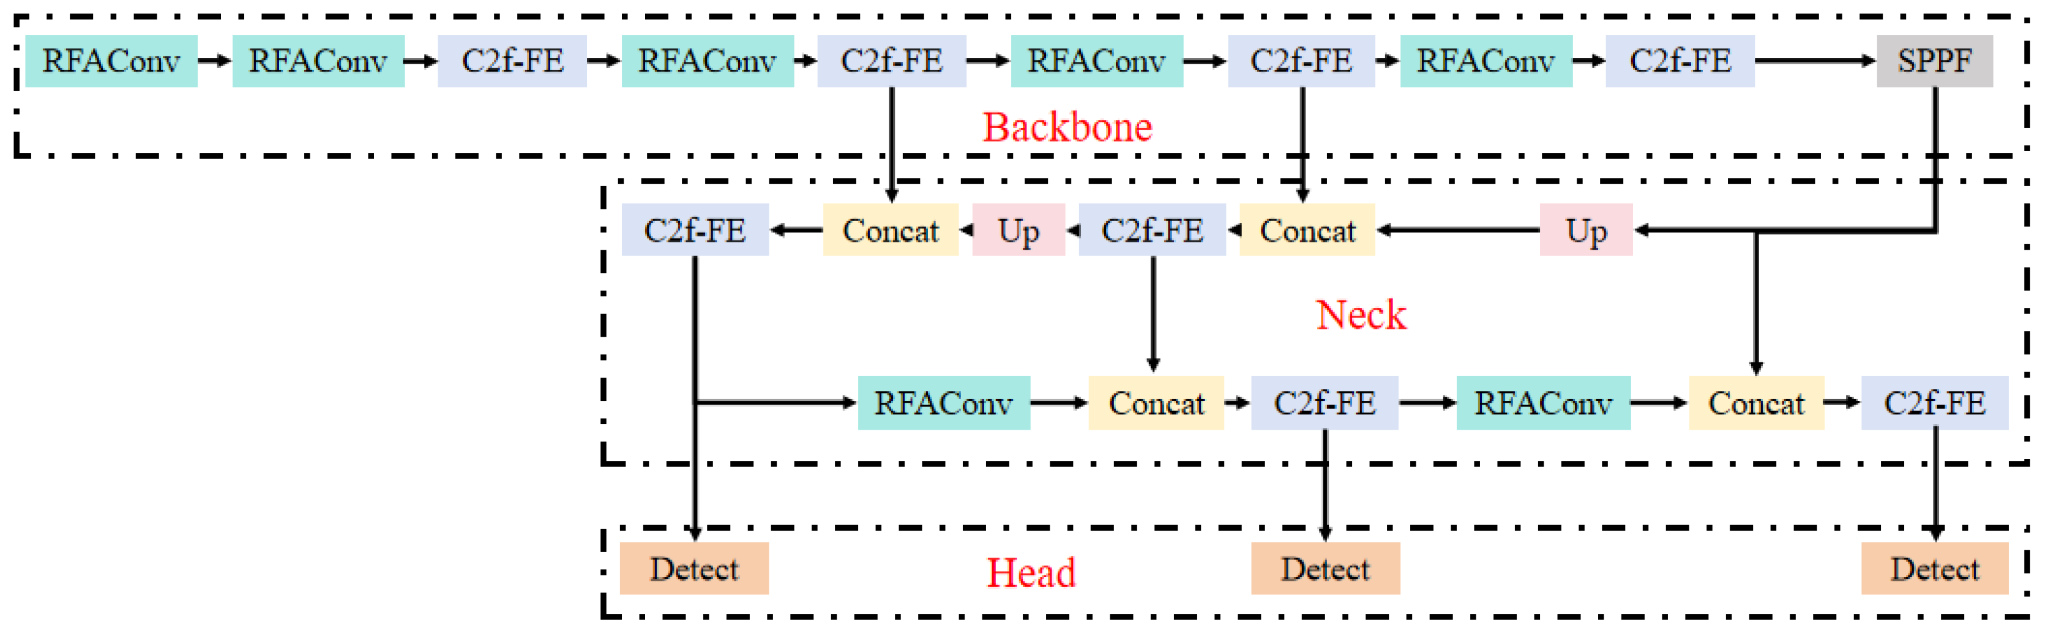 RFAConv RFAConv C2f-FE RFAConv C2f-FE RFAConv C2f-FE RFAConv C2f-FE SPPF
Backbone
C2f-FE Concat Up C2f-FE Concat Up
Neck
RFAConv Concat C2f-FE RFAConv Concat C2f-FE
Detect Head Detect Detect